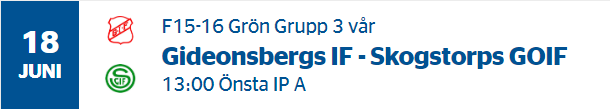 18
JUNI
F15-16 Grön Grupp 3 vår
Gideonsbergs IF - Skogstorps GOIF
13:00 Önsta IP A